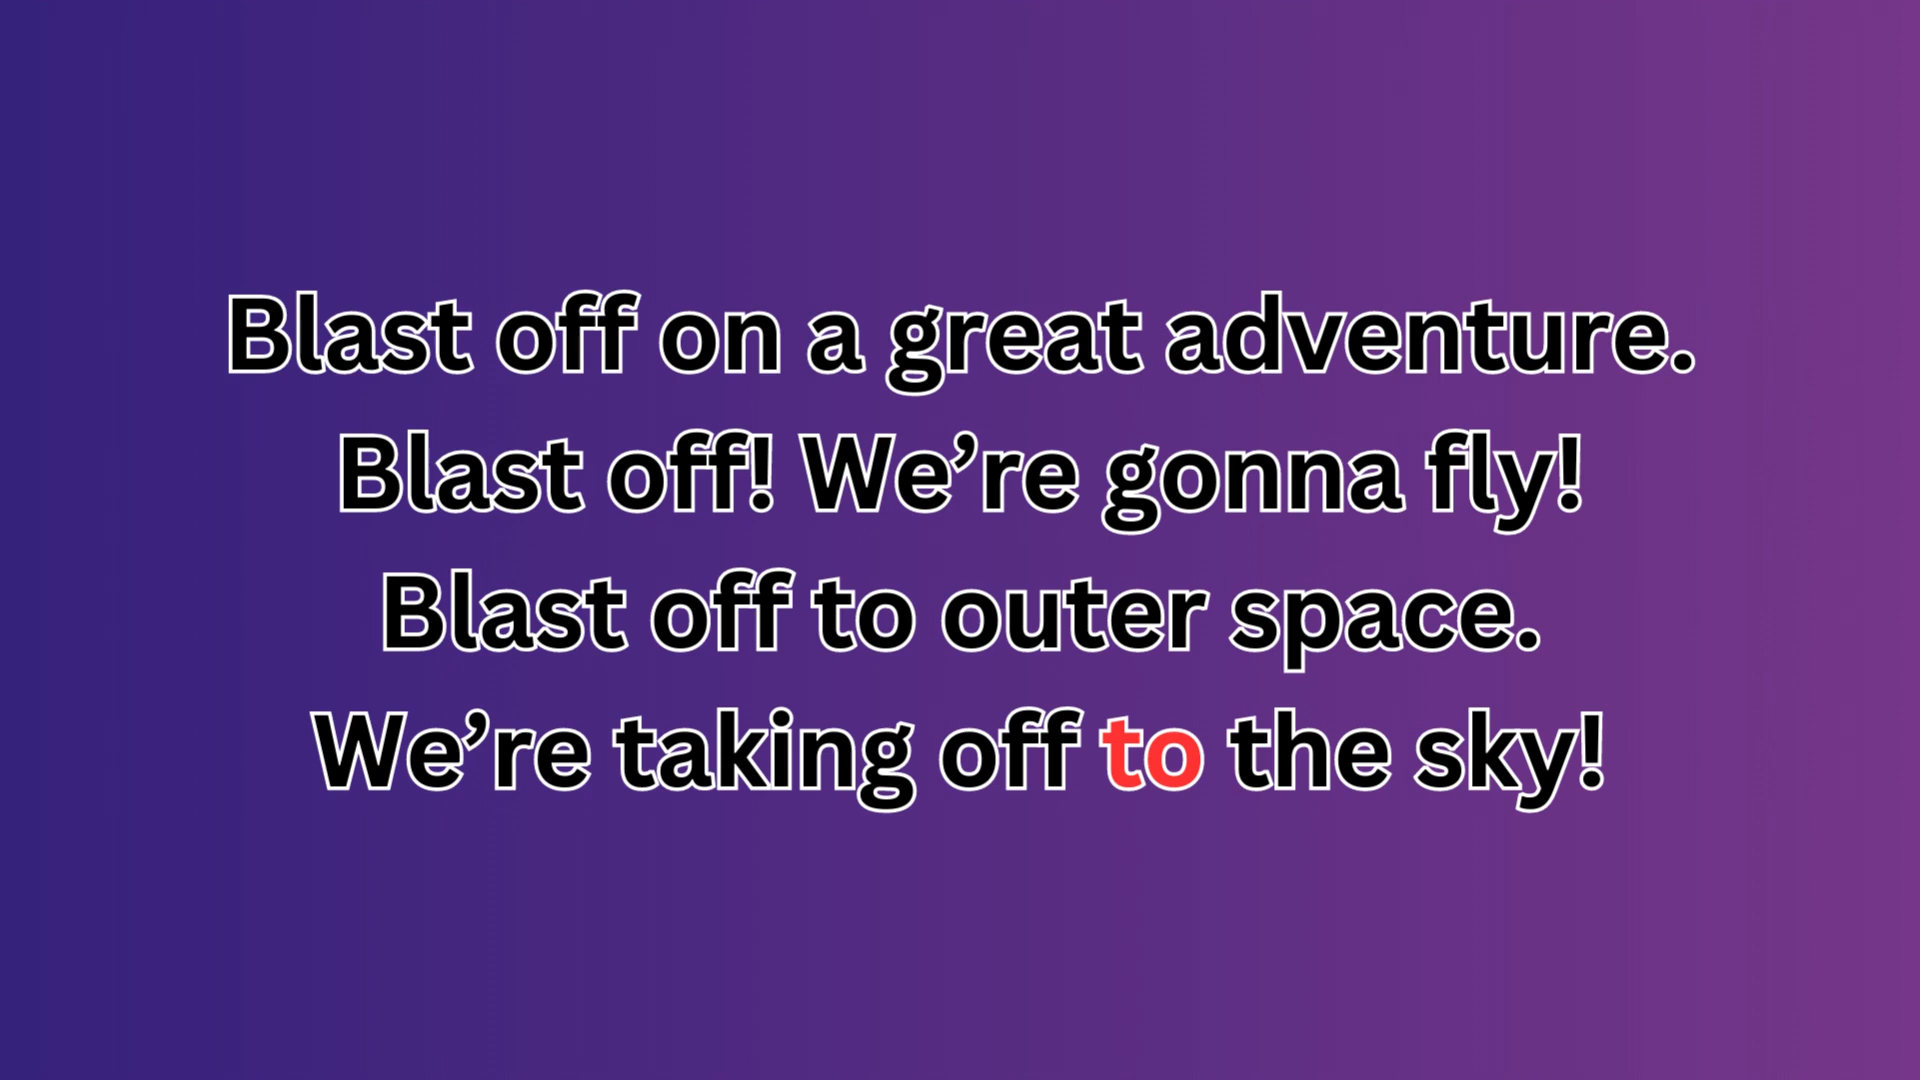 Blast off on a great adventure.
Blast off! We’re gonna fly!
Blast off to outer space.
We’re taking off to the sky!